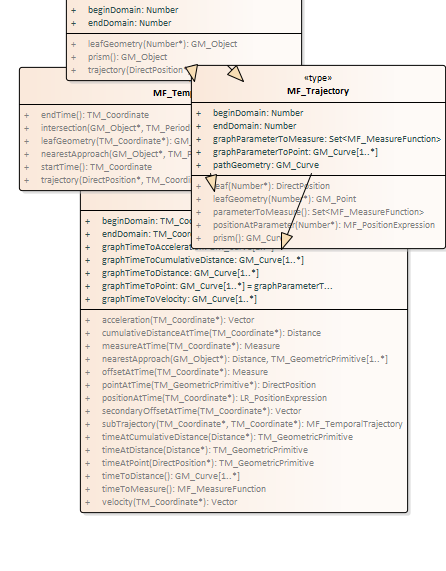 + beginDomain: Number
+ endDomain: Number
+ leafGeometry(Number*): GM_Object
+ prism(): GM_Object
+ trajectory(DirectPosition
MF_Temp
+ endTime(): TM_Coordinate
+ intersection(GM_Object*, TM_Period
+ leafGeometry(TM_Coordinate*): GM_
+ nearestApproach(GM_Object*, TM_P
+ startTime(): TM_Coordinate
+ trajectory(DirectPosition*, TM_Coordi
«type»
MF_Trajectory
+ beginDomain: Number
+ endDomain: Number
+ graphParameterToMeasure: Set<MF_MeasureFunction>
+ graphParameterToPoint: GM_Curve[1..*]
+ pathGeometry: GM_Curve
+ leaf(Number*): DirectPosition
+ leafGeometry(Number*): GM_Point
+ parameterToMeasure(): Set<MF_MeasureFunction>
+ positionAtParameter(Number*): MF_PositionExpression
+ prism(): GM_Curve
+ beginDomain: TM_Coo
+ endDomain: TM_Coor
+ graphTimeToAccelerat
+ graphTimeToCumulativeDistance: GM_Curve[1..*]
+ graphTimeToDistance: GM_Curve[1..*]
+ graphTimeToPoint: GM_Curve[1..*] = graphParameterT...
+ graphTimeToVelocity: GM_Curve[1..*]
+ acceleration(TM_Coordinate*): Vector
+ cumulativeDistanceAtTime(TM_Coordinate*): Distance
+ measureAtTime(TM_Coordinate*): Measure
+ nearestApproach(GM_Object*): Distance, TM_GeometricPrimitive[1..*]
+ offsetAtTime(TM_Coordinate*): Measure
+ pointAtTime(TM_GeometricPrimitive*): DirectPosition
+ positionAtTime(TM_Coordinate*): LR_PositionExpression
+ secondaryOffsetAtTime(TM_Coordinate*): Vector
+ subTrajectory(TM_Coordinate*, TM_Coordinate*): MF_TemporalTrajectory
+ timeAtCumulativeDistance(Distance*): TM_GeometricPrimitive
+ timeAtDistance(Distance*): TM_GeometricPrimitive
+ timeAtPoint(DirectPosition*): TM_GeometricPrimitive
+ timeToDistance(): GM_Curve[1..*]
+ timeToMeasure(): MF_MeasureFunction
+ velocity(TM_Coordinate*): Vector